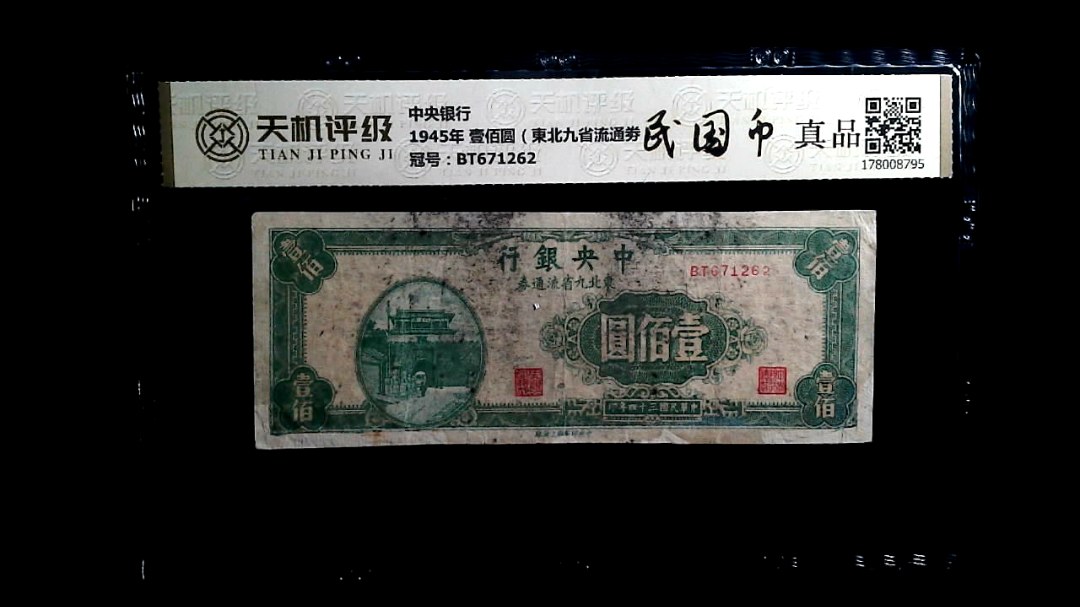 天机评级
TIAN JI PING JI
中央银行
1945年 壹佰圆（東北九省流通券
冠号：BT671262
民国币
真品
178008795
壹佰
壹佰
行銀央中
BT671262
券通流省九北東
圓佰壹
壹佰
壹佰
印年四十三國民華中